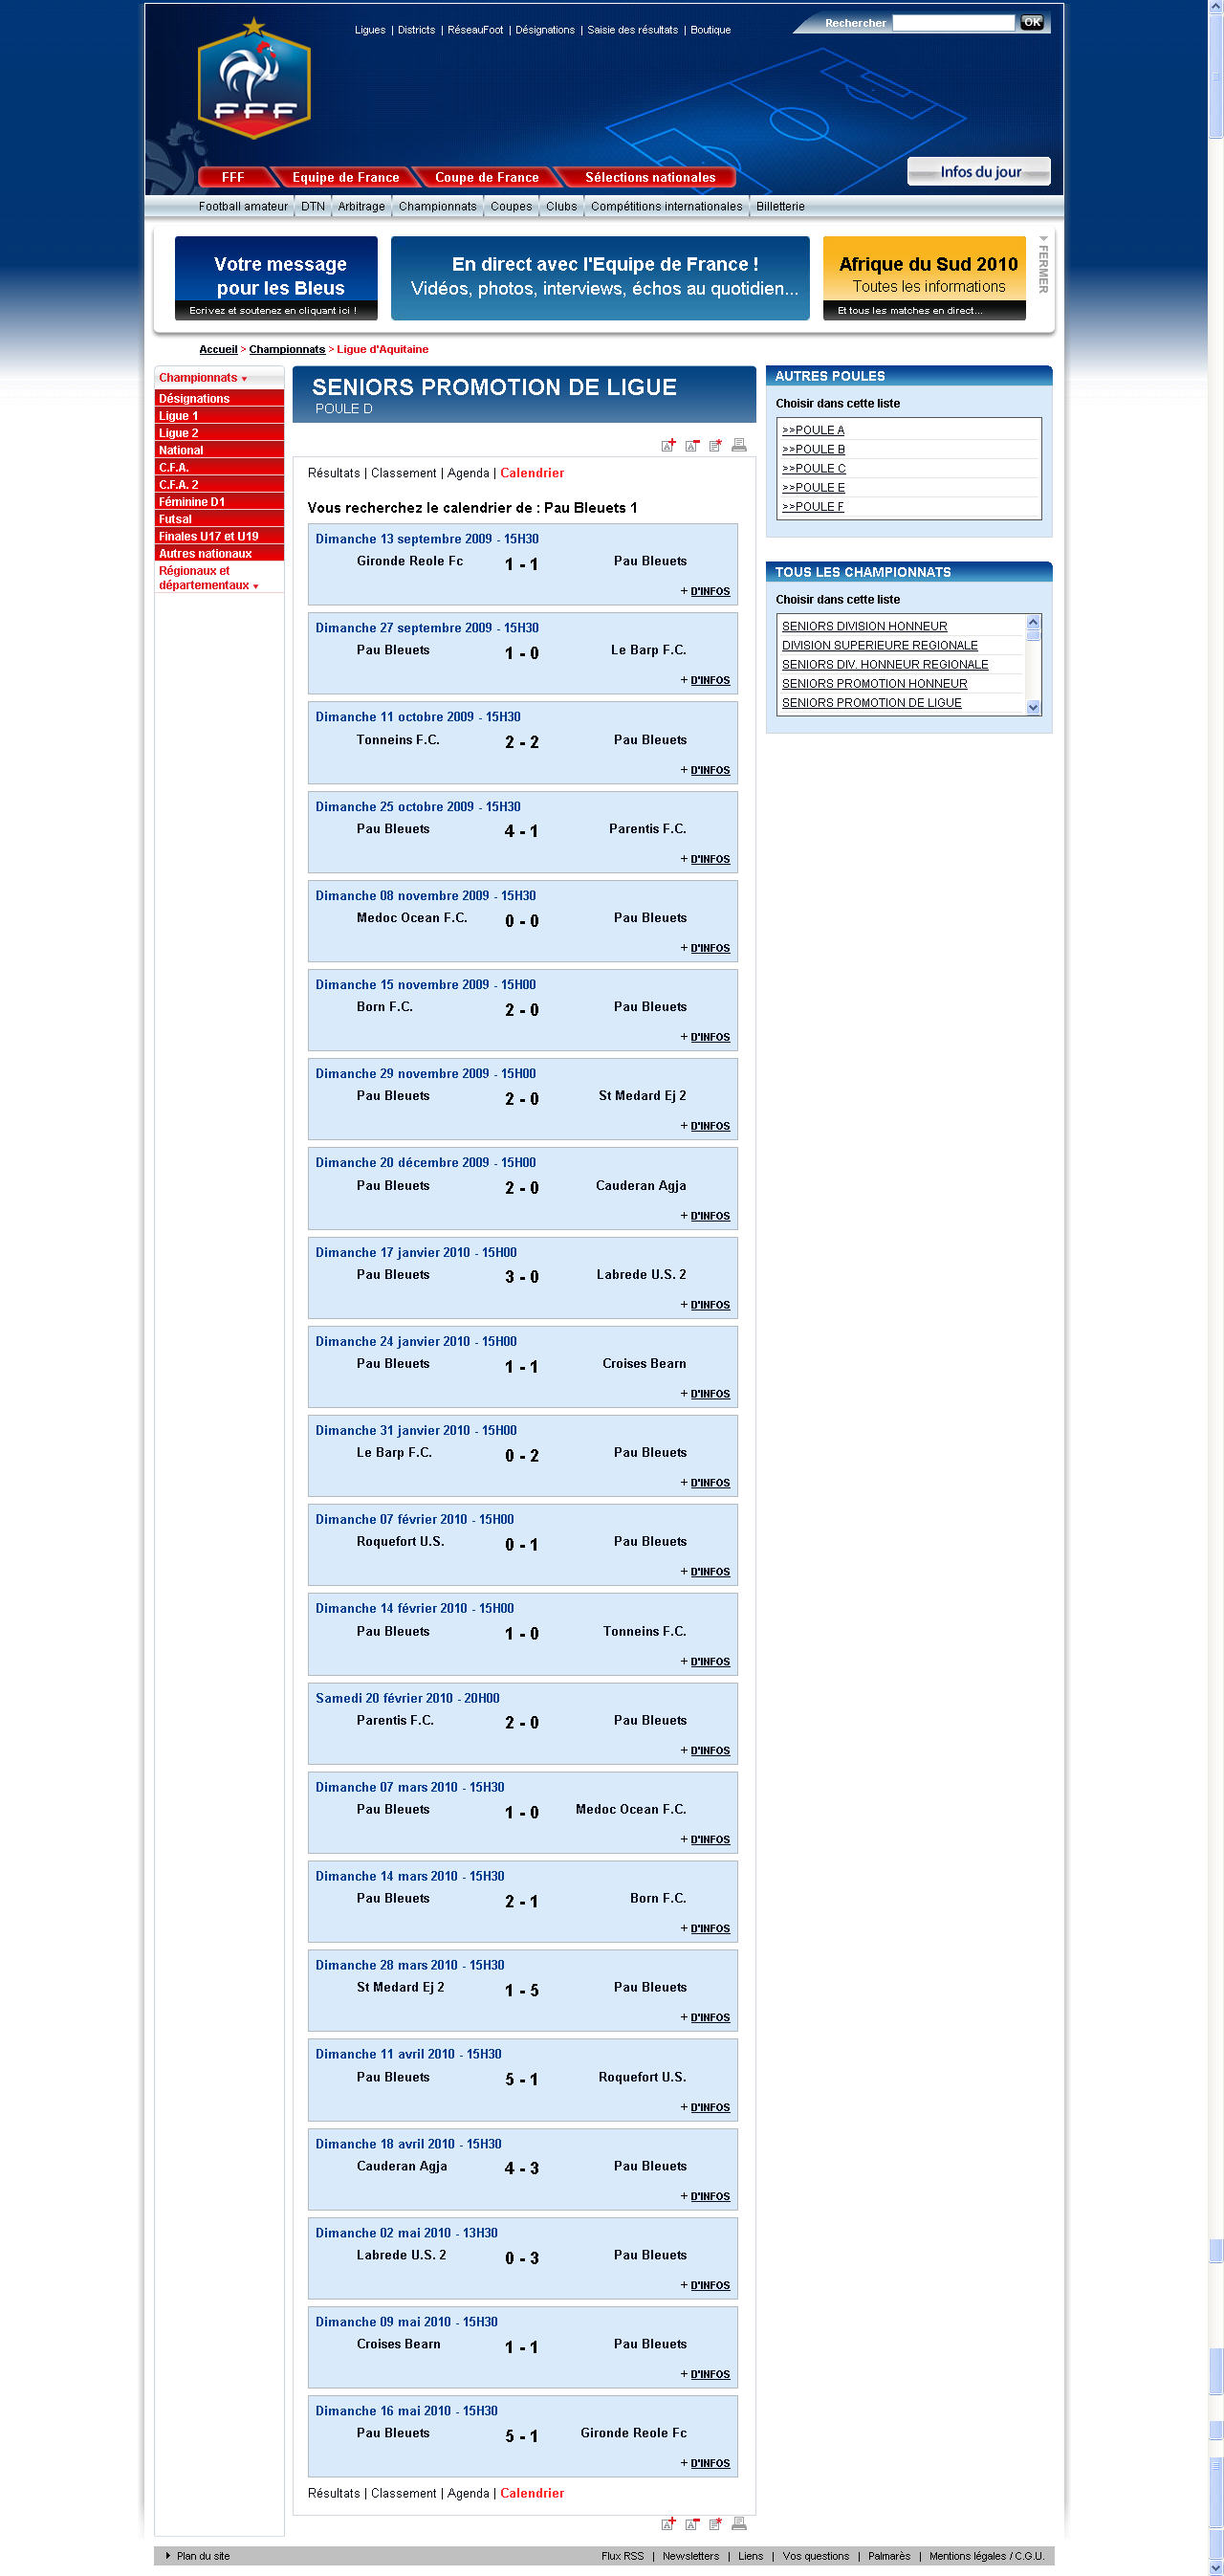 Ligues | Districts | RéseauFoot | Désignations | Saisie des résultats | Boutique
Rechercher OK
FFF
FFF Equipe de France Coupe de France Sélections nationales
Infos du jour
Football amateur DTN Arbitrage Championnats Coupes Clubs Compétitions internationales Billetterie
Votre message
pour les Bleus
Ecrivez et soutenez en cliquant ici !
En direct avec l'Equipe de France !
Vidéos, photos, interviews, échos au quotidien...
Afrique du Sud 2010
Toutes les informations
Et tous les matches en direct...
FERMER
Accueil > Championnats > Ligue d'Aquitaine
Championnats
Désignations
Ligue 1
Ligue 2
National
C.F.A.
C.F.A. 2
Féminine D1
Futsal
Finales U17 et U19
Autres nationaux
Régionaux et
départementaux
SENIORS PROMOTION DE LIGUE
POULE D
Résultats | Classement | Agenda | Calendrier
Vous recherchez le calendrier de : Pau Bleuets 1
Dimanche 13 septembre 2009 - 15H30
Gironde Reole Fc 1 - 1 Pau Bleuets
+ D'INFOS
Dimanche 27 septembre 2009 - 15H30
Pau Bleuets 1 - 0 Le Barp F.C.
+ D'INFOS
Dimanche 11 octobre 2009 - 15H30
Tonneins F.C. 2 - 2 Pau Bleuets
+ D'INFOS
Dimanche 25 octobre 2009 - 15H30
Pau Bleuets 4 - 1 Parentis F.C.
+ D'INFOS
Dimanche 08 novembre 2009 - 15H30
Medoc Ocean F.C. 0 - 0 Pau Bleuets
+ D'INFOS
Dimanche 15 novembre 2009 - 15H00
Born F.C. 2 - 0 Pau Bleuets
+ D'INFOS
Dimanche 29 novembre 2009 - 15H00
Pau Bleuets 2 - 0 St Medard Ej 2
+ D'INFOS
Dimanche 20 décembre 2009 - 15H00
Pau Bleuets 2 - 0 Cauderan Agja
+ D'INFOS
Dimanche 17 janvier 2010 - 15H00
Pau Bleuets 3 - 0 Labrede U.S. 2
+ D'INFOS
Dimanche 24 janvier 2010 - 15H00
Pau Bleuets 1 - 1 Croises Bearn
+ D'INFOS
Dimanche 31 janvier 2010 - 15H00
Le Barp F.C. 0 - 2 Pau Bleuets
+ D'INFOS
Dimanche 07 février 2010 - 15H00
Roquefort U.S. 0 - 1 Pau Bleuets
+ D'INFOS
Dimanche 14 février 2010 - 15H00
Pau Bleuets 1 - 0 Tonneins F.C.
+ D'INFOS
Samedi 20 février 2010 - 20H00
Parentis F.C. 2 - 0 Pau Bleuets
+ D'INFOS
Dimanche 07 mars 2010 - 15H30
Pau Bleuets 1 - 0 Medoc Ocean F.C.
+ D'INFOS
Dimanche 14 mars 2010 - 15H30
Pau Bleuets 2 - 1 Born F.C.
+ D'INFOS
Dimanche 28 mars 2010 - 15H30
St Medard Ej 2 1 - 5 Pau Bleuets
+ D'INFOS
Dimanche 11 avril 2010 - 15H30
Pau Bleuets 5 - 1 Roquefort U.S.
+ D'INFOS
Dimanche 18 avril 2010 - 15H30
Cauderan Agja 4 - 3 Pau Bleuets
+ D'INFOS
Dimanche 02 mai 2010 - 13H30
Labrede U.S. 2 0 - 3 Pau Bleuets
+ D'INFOS
Dimanche 09 mai 2010 - 15H30
Croises Bearn 1 - 1 Pau Bleuets
+ D'INFOS
Dimanche 16 mai 2010 - 15H30
Pau Bleuets 5 - 1 Gironde Reole Fc
+ D'INFOS
Résultats | Classement | Agenda | Calendrier
AUTRES POULES
Choisir dans cette liste
>>POULE A
>>POULE B
>>POULE C
>>POULE E
>>POULE F
TOUS LES CHAMPIONNATS
Choisir dans cette liste
SENIORS DIVISION HONNEUR
DIVISION SUPERIEURE REGIONALE
SENIORS DIV. HONNEUR REGIONALE
SENIORS PROMOTION HONNEUR
SENIORS PROMOTION DE LIGUE
Plan du site
Flux RSS | Newsletters | Liens | Vos questions | Palmarès | Mentions légales / C.G.U.